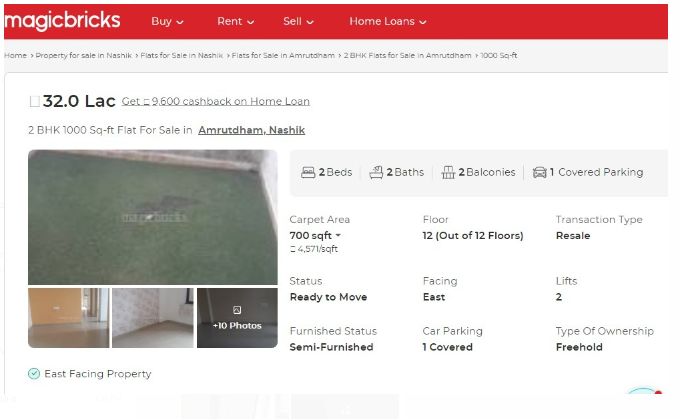 magicbricks
Buy Rent Sell Home Loans
Home > Property for sale in Nashik > Flats for Sale in Nashik > Flats for Sale in Amrutdham > 2 BHK Flats for Sale in Amrutdham > 1000 Sq-ft
32.0 Lac Get 9,600 cashback on Home Loan
2 BHK 1000 Sq-ft Flat For Sale in Amrutdham, Nashik
magicbricks
2 Beds 2 Baths 2 Balconies 1 Covered Parking
Carpet Area Floor Transaction Type
700 sqft 12 (Out of 12 Floors) Resale
4,571/sqft
Status Facing Lifts
Ready to Move East 2
+10 Photos
Furnished Status Car Parking Type Of Ownership
Semi-Furnished 1 Covered Freehold
East Facing Property